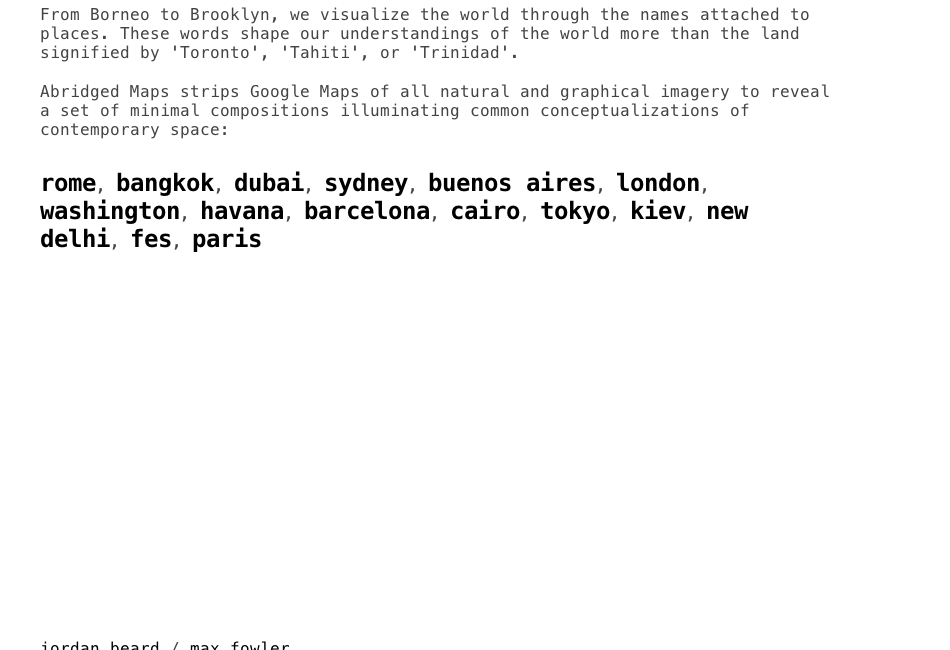 From Borneo to Brooklyn, we visualize the world through the names attached to
places. These words shape our understandings of the world more than the land
signified by 'Toronto', 'Tahiti', or 'Trinidad'.
Abridged Maps strips Google Maps of all natural and graphical imagery to reveal
a set of minimal compositions illuminating common conceptualizations of
contemporary space:
rome, bangkok, dubai, sydney, buenos aires, london,
washington, havana, barcelona, cairo, tokyo, kiev, new
delhi, fes, paris
jordan beard / max fowler